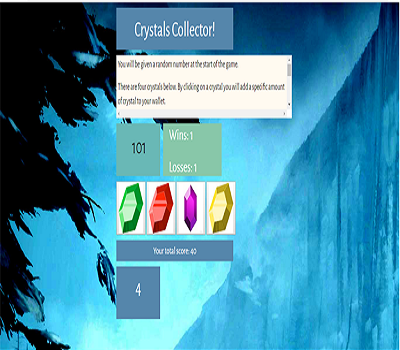 Crystals Collector!
You will be given a random number at the start of the game.
There are four crystals below. By clicking on a crystal you will add a specific amount
of crystal to your wallet.
101
Wins: 1
Losses: 1
Your total score: 40
4